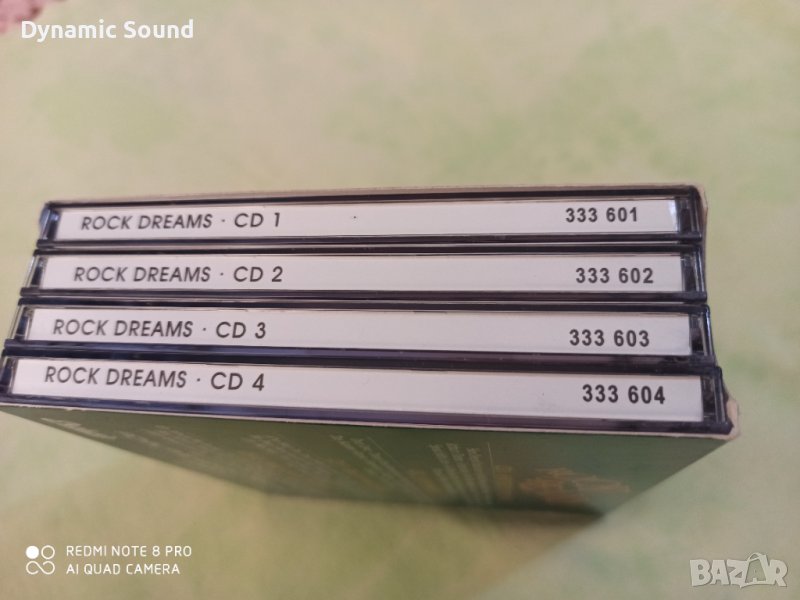 Dynamic Sound
ROCK DREAMS · CD 1 333 601
ROCK DREAMS · CD 2 333 602
ROCK DREAMS · CD 3 333 603
ROCK DREAMS · CD 4 333 604
REDMI NOTE 8 PRO
AI QUAD CAMERA
BAZAR